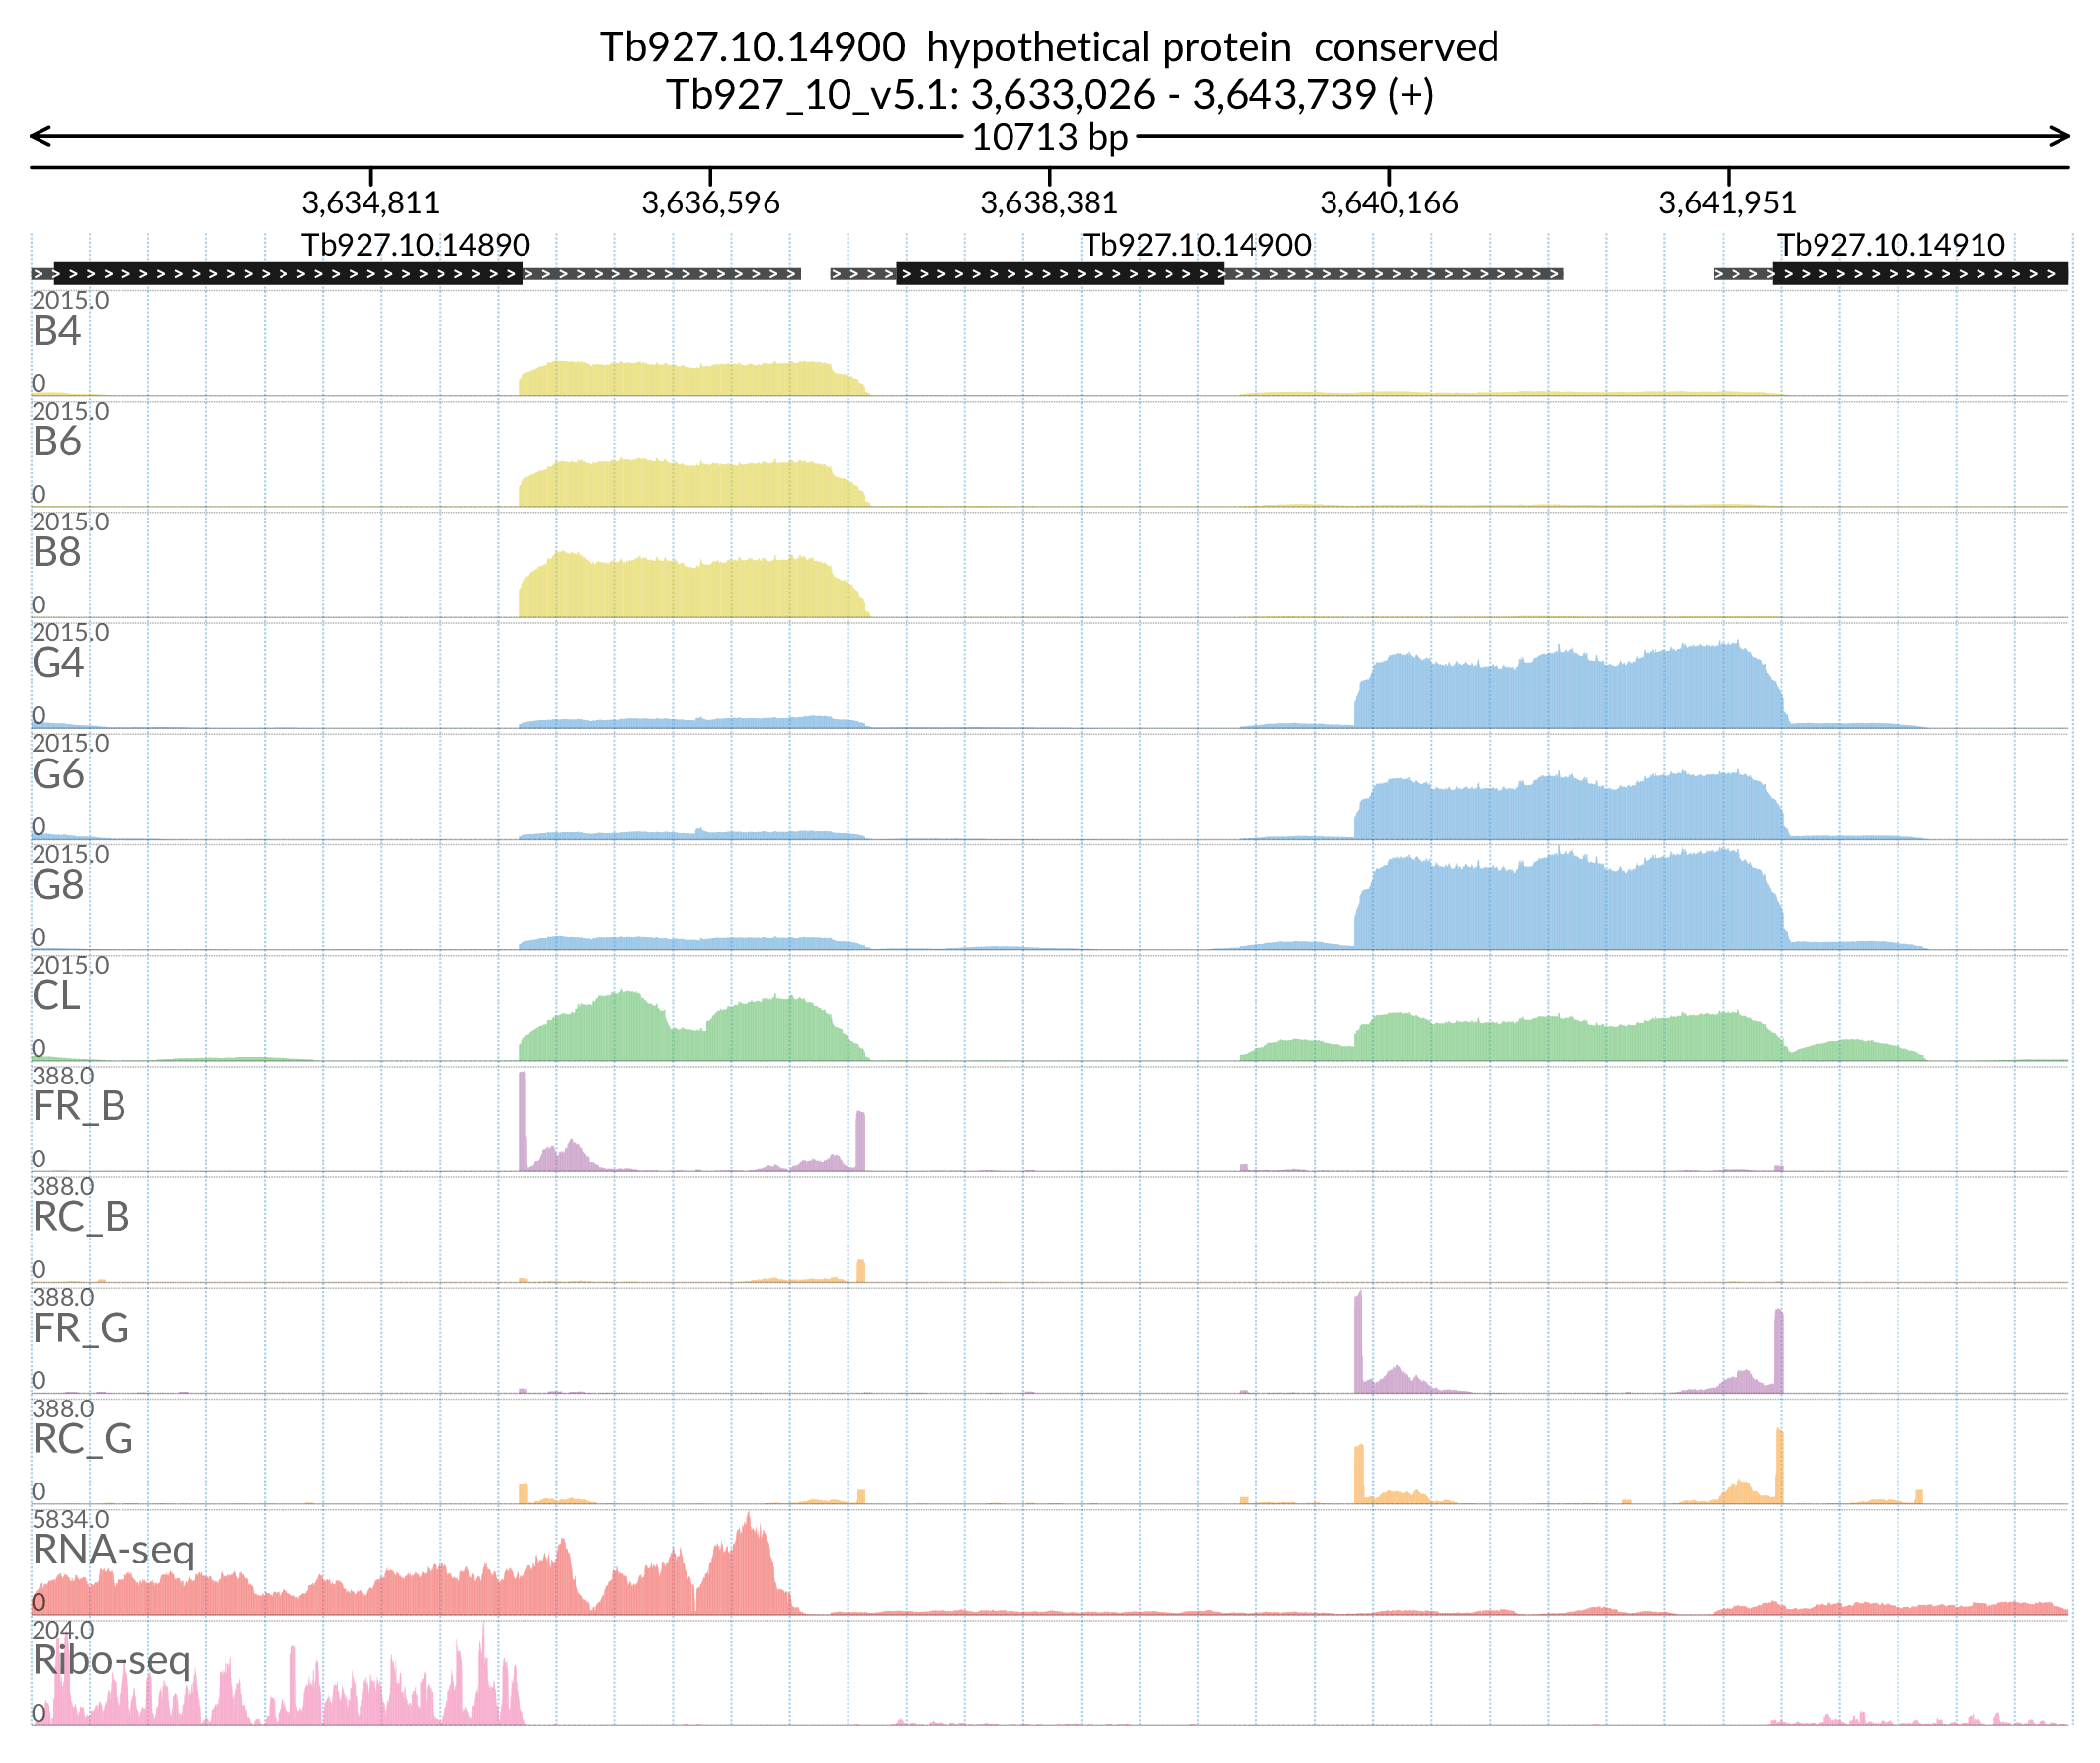 Tb927.10.14900 hypothetical protein conserved
Tb927_10_v5.1: 3,633,026 - 3,643,739 (+)
10713 bp
3,634,811 3,636,596 3,638,381 3,640,166 3,641,951
Tb927.10.14890 Tb927.10.14900 Tb927.10.14910
2015.0
B4
0
2015.0
B6
0
2015.0
B8
0
2015.0
G4
0
2015.0
G6
0
2015.0
G8
0
2015.0
CL
0
388.0
FR_B
0
388.0
RC_B
0
388.0
FR_G
0
388.0
RC_G
0
5834.0
RNA-seq
0
204.0
Ribo-seq
0